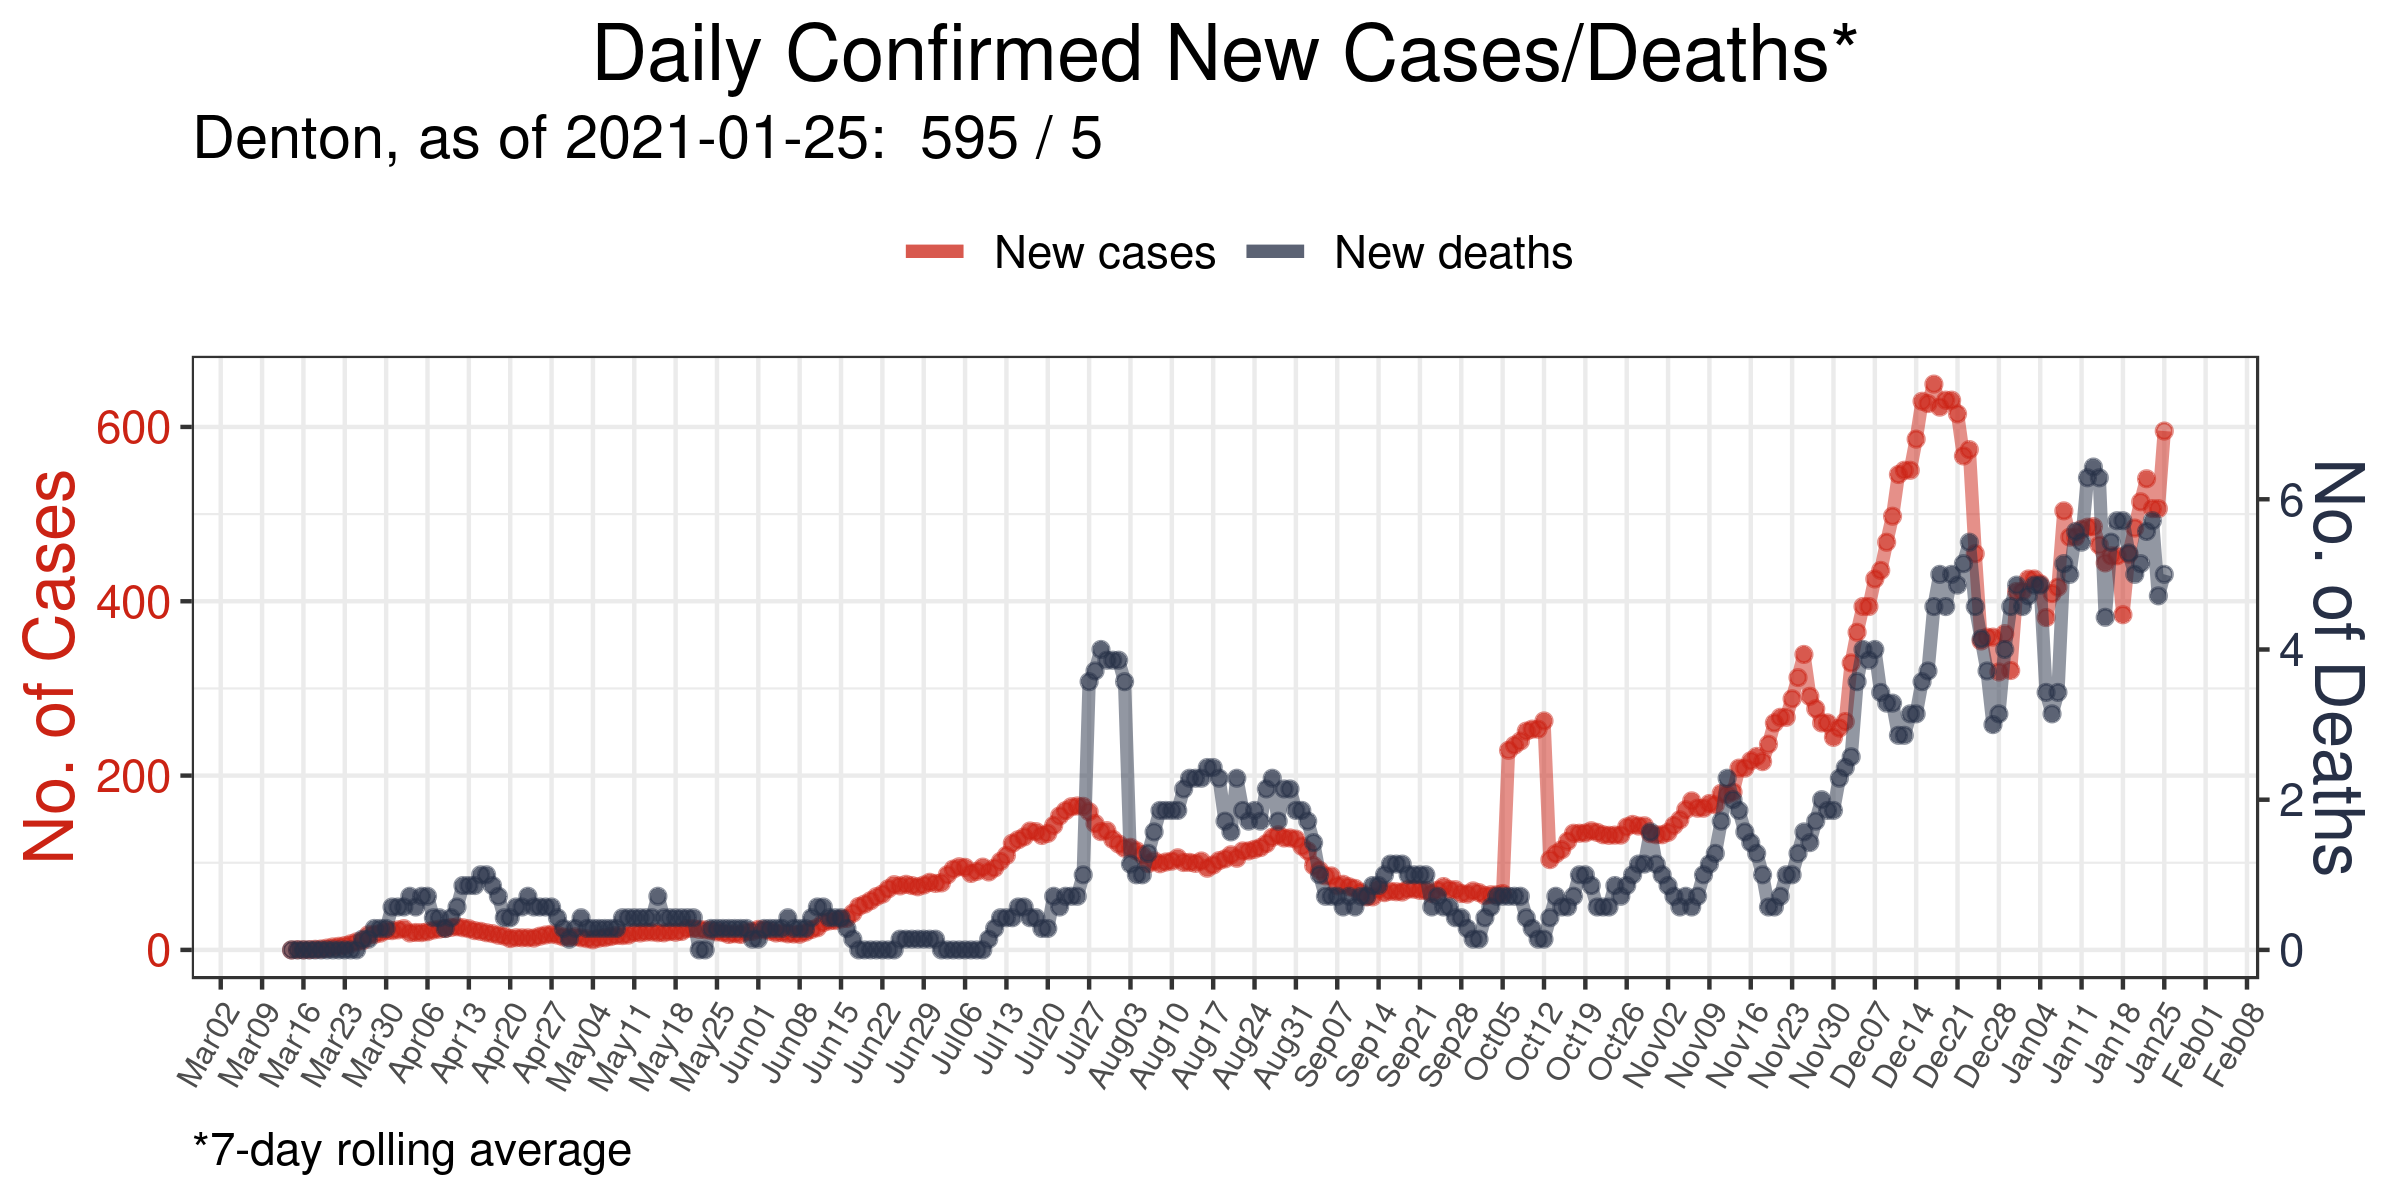 Daily Confirmed New Cases/Deaths*
Denton, as of 2021-01-25:  595 / 5
New cases
New deaths
No. of Cases
600
400
200
0
No. of Deaths
6
4
2
0
Mar02
Mar09
Mar16
Mar23
Mar30
Apr06
Apr13
Apr20
Apr27
May04
May11
May18
May25
Jun01
Jun08
Jun15
Jun22
Jun29
Jul06
Jul13
Jul20
Jul27
Aug03
Aug10
Aug17
Aug24
Aug31
Sep07
Sep14
Sep21
Sep28
Oct05
Oct12
Oct19
Oct26
Nov02
Nov09
Nov16
Nov23
Nov30
Dec07
Dec14
Dec21
Dec28
Jan04
Jan11
Jan18
Jan25
Feb01
Feb08
*7-day rolling average